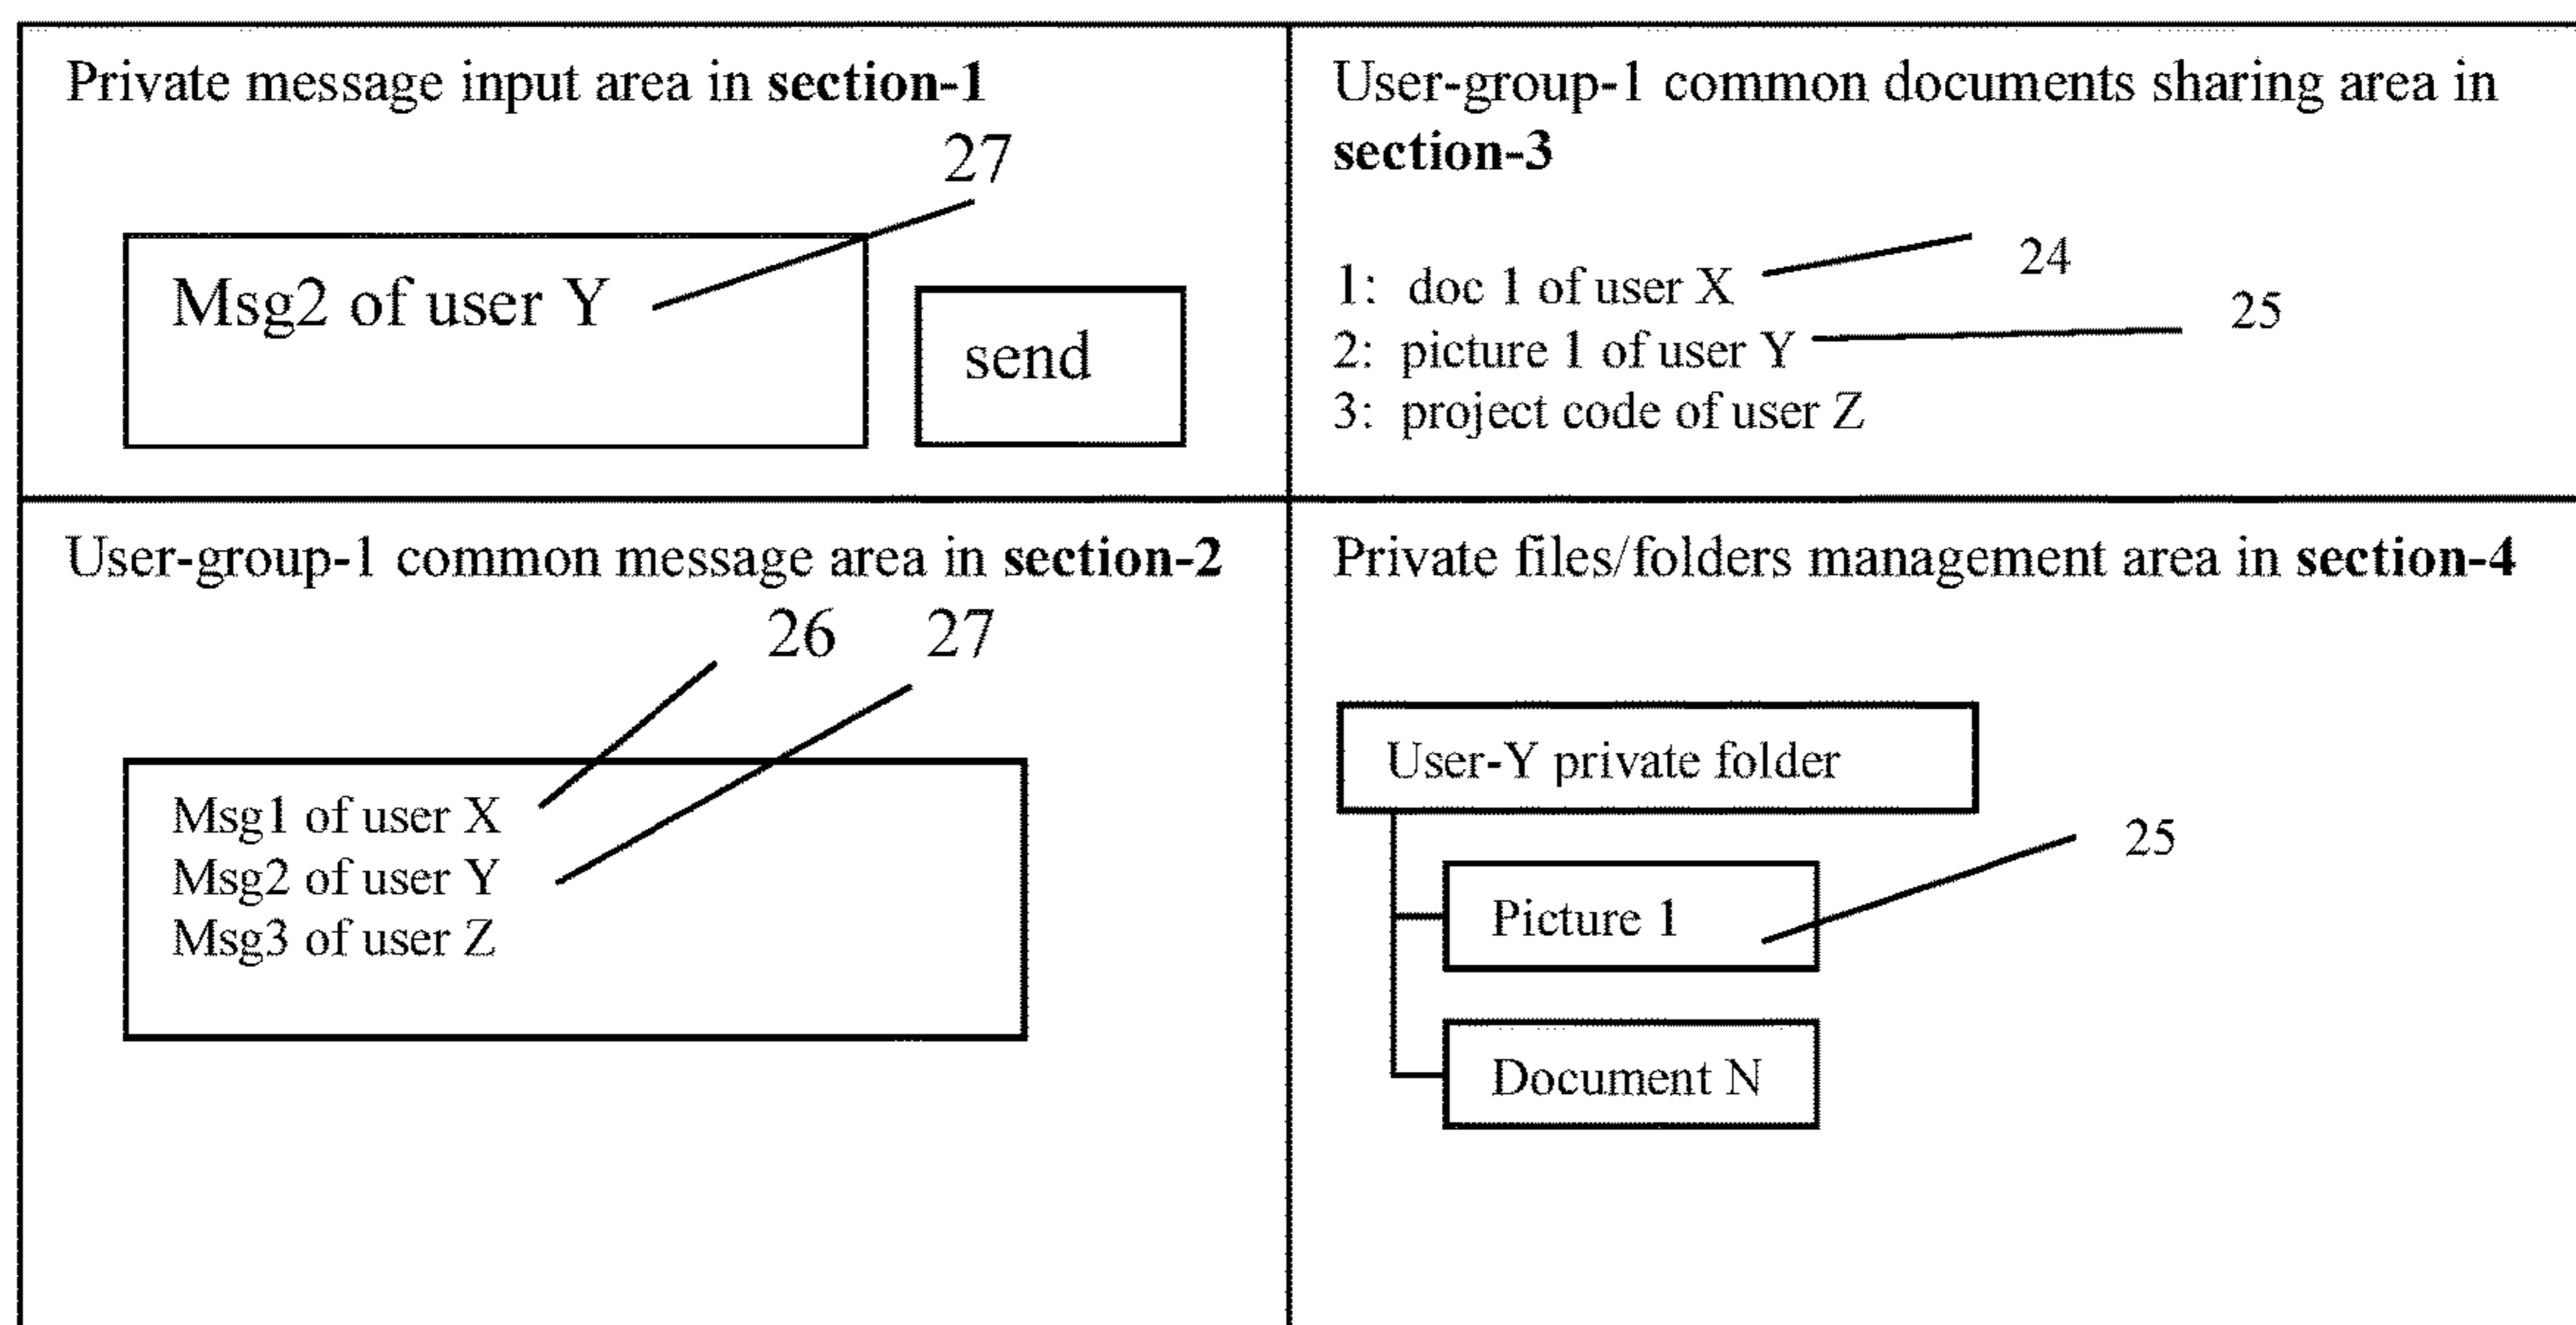 Private message input area in section-1
27
Msg2 of user Y
send
User-group-1 common documents sharing area in
section-3
1: doc 1 of user X
24
2: picture 1 of user Y
25
3: project code of user Z
User-group-1 common message area in section-2
26 27
Msg1 of user X
Msg2 of user Y
Msg3 of user Z
Private files/folders management area in section-4
User-Y private folder
25
Picture 1
Document N